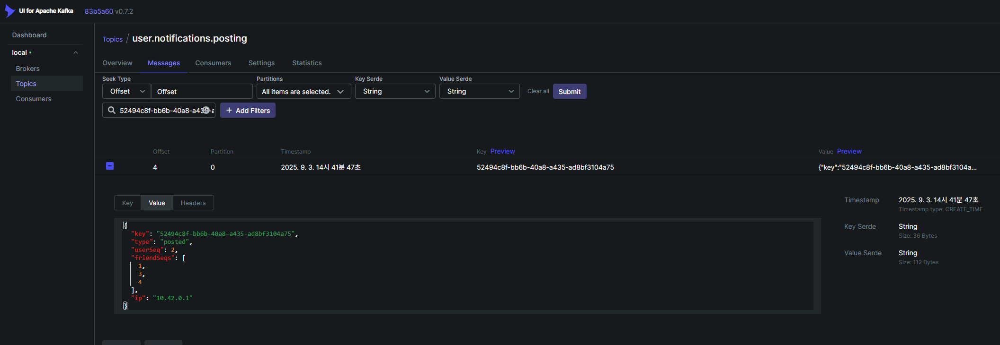 UI for Apache Kafka 83b5a60 v0.7.2
Dashboard
local
Brokers
Topics
Consumers
Topics / user.notifications.posting
Overview Messages Consumers Settings Statistics
Seek Type Partitions Key Serde Value Serde
Offset Offset All items are selected. String String Clear all Submit
52494c8f-bb6b-40a8-a435-a + Add Filters
Offset Partition Timestamp Key Preview Value Preview
4 0 2025. 9. 3. 14시 41분 47초 52494c8f-bb6b-40a8-a435-ad8bf3104a75 {"key":"52494c8f-bb6b-40a8-a435-ad8bf3104a...
Key Value Headers
{
"key": "52494c8f-bb6b-40a8-a435-ad8bf3104a75",
"type": "posted",
"userSeq": 2,
"friendSeqs": [
1,
3,
4
],
"ip": "10.42.0.1"
}
Timestamp 2025. 9. 3. 14시 41분 47초
Timestamp type: CREATE_TIME
Key Serde String
Size: 36 Bytes
Value Serde String
Size: 112 Bytes